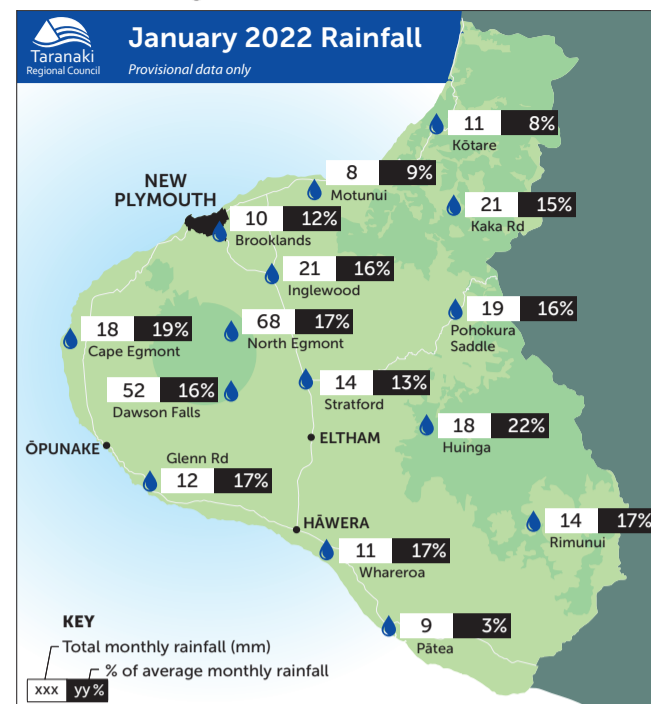 Taranaki
Regional Council
January 2022 Rainfall
Provisional data only
11 8%
Kōtare
8 9%
Motunui
NEW
PLYMOUTH
21 15%
Kaka Rd
10 12%
Brooklands
21 16%
Inglewood
19 16%
Pohokura
Saddle
18 19%
Cape Egmont
68 17%
North Egmont
52 16%
Dawson Falls
14 13%
Stratford
18 22%
Huinga
ŌPUNAKE
ELTHAM
Glenn Rd
12 17%
HĀWERA
14 17%
Rimunui
11 17%
Whareroa
9 3%
Pātea
KEY
Total monthly rainfall (mm)
% of average monthly rainfall
xxx yy%